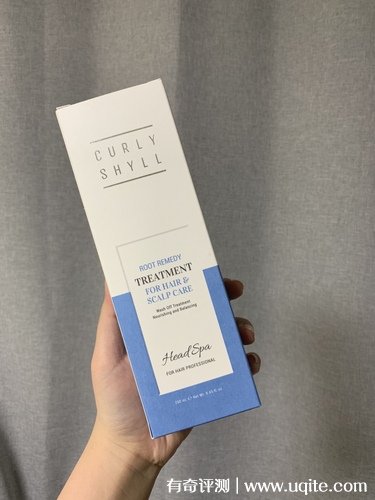 CURLY
SHYLL
ROOT REMEDY
TREATMENT
FOR HAIR &
SCALP CARE
Wash Off Treatment
Nourishing and Balancing
Head Spa
FOR HAIR PROFESSIONAL
有奇评测 | www.uqite.com